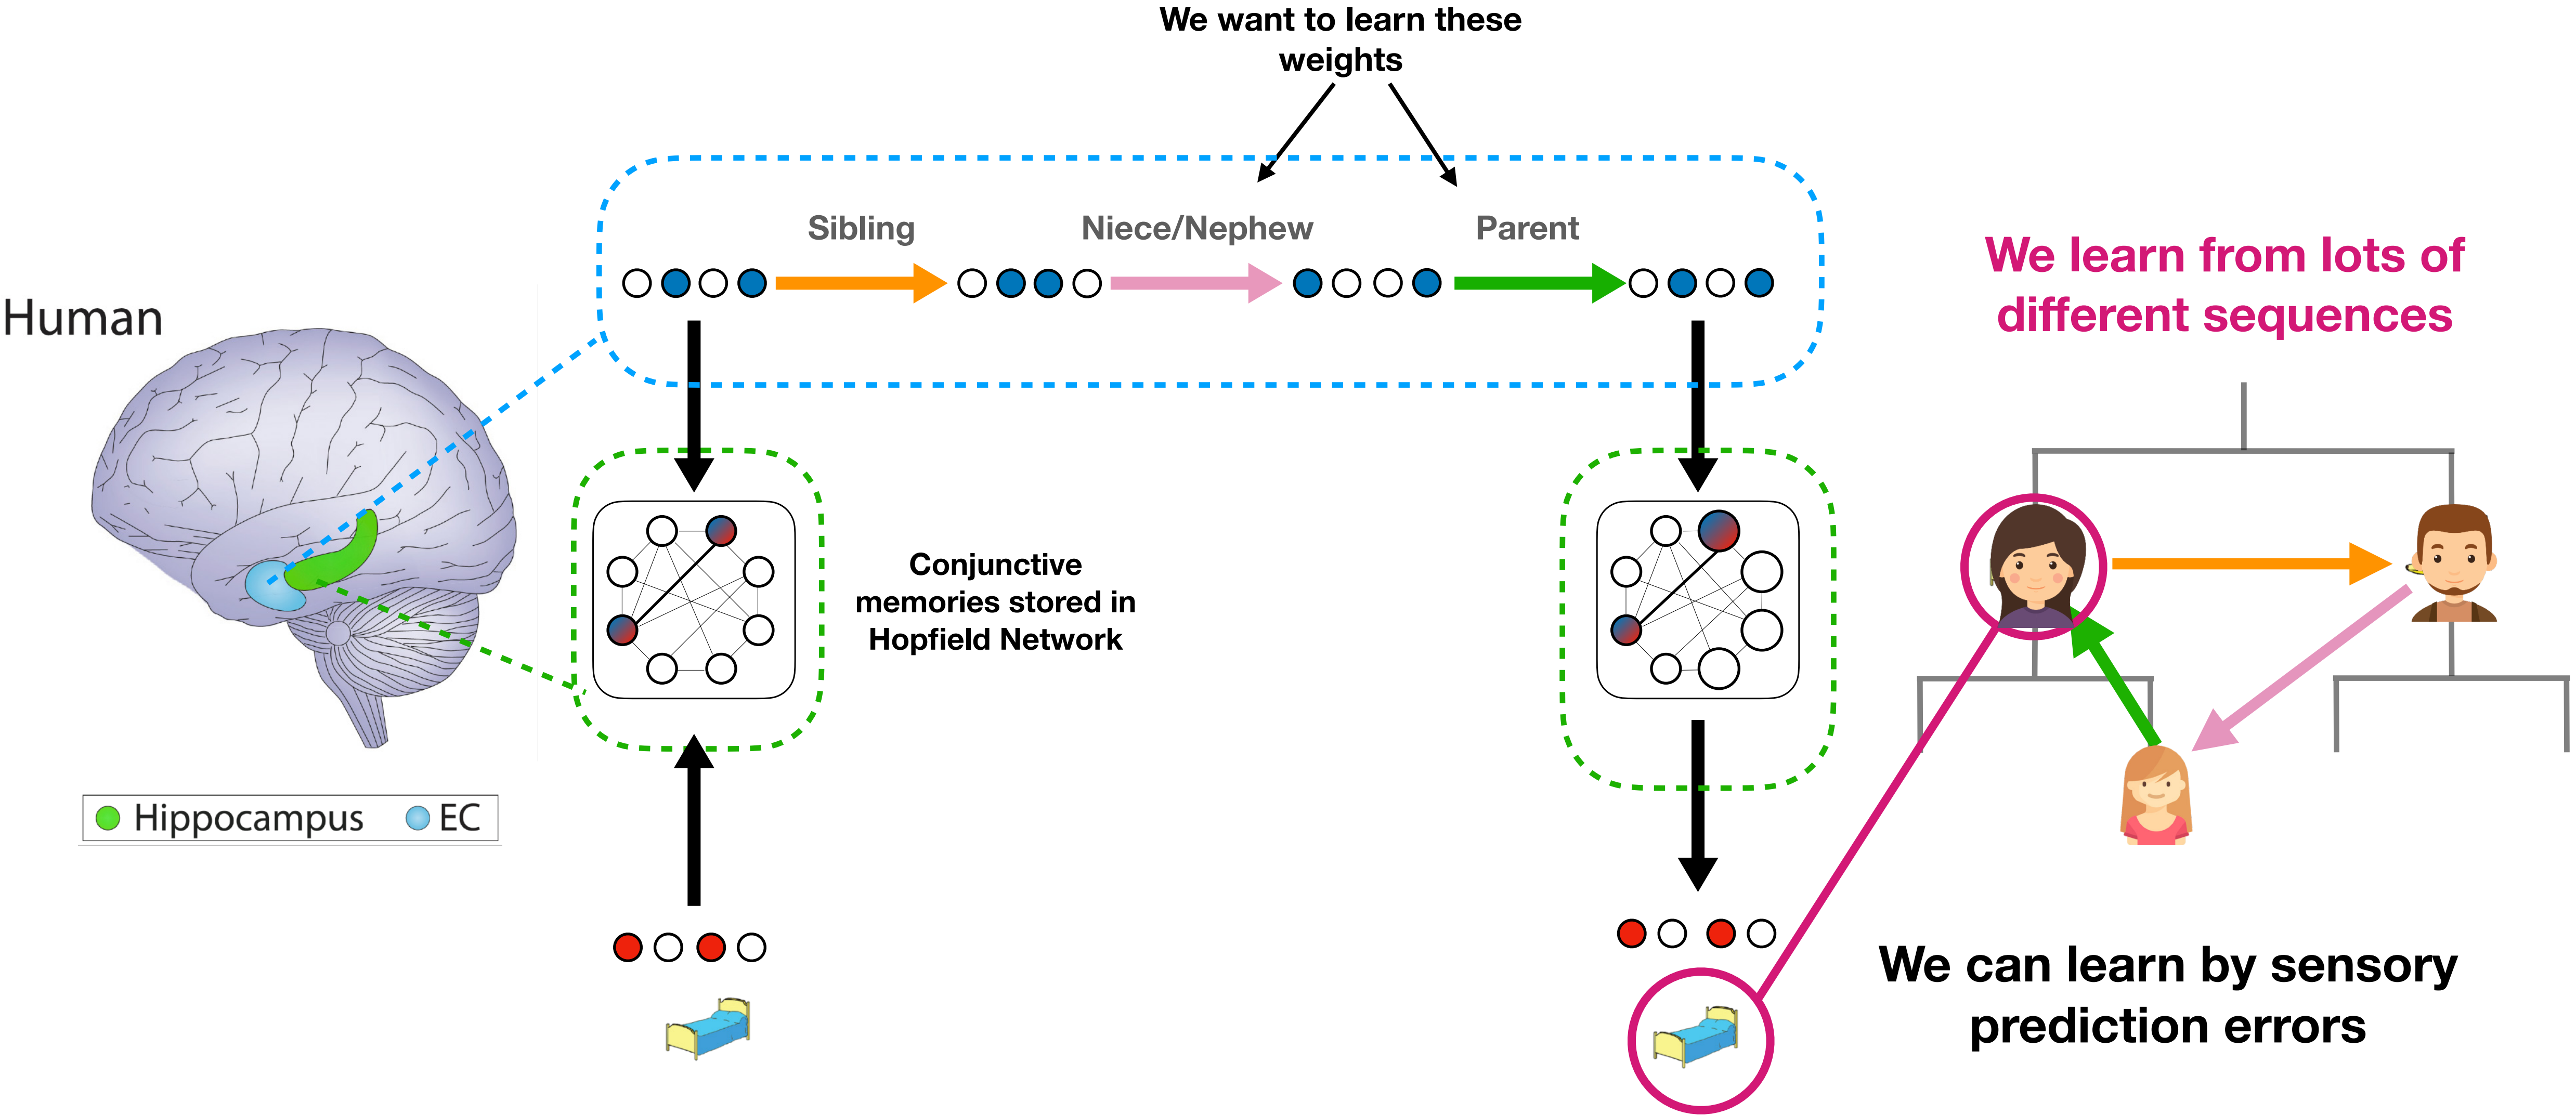 We want to learn these
weights
Sibling
Niece/Nephew
Parent
We learn from lots of
different sequences
Human
Conjunctive
memories stored in
Hopfield Network
Hippocampus
EC
We can learn by sensory
prediction errors